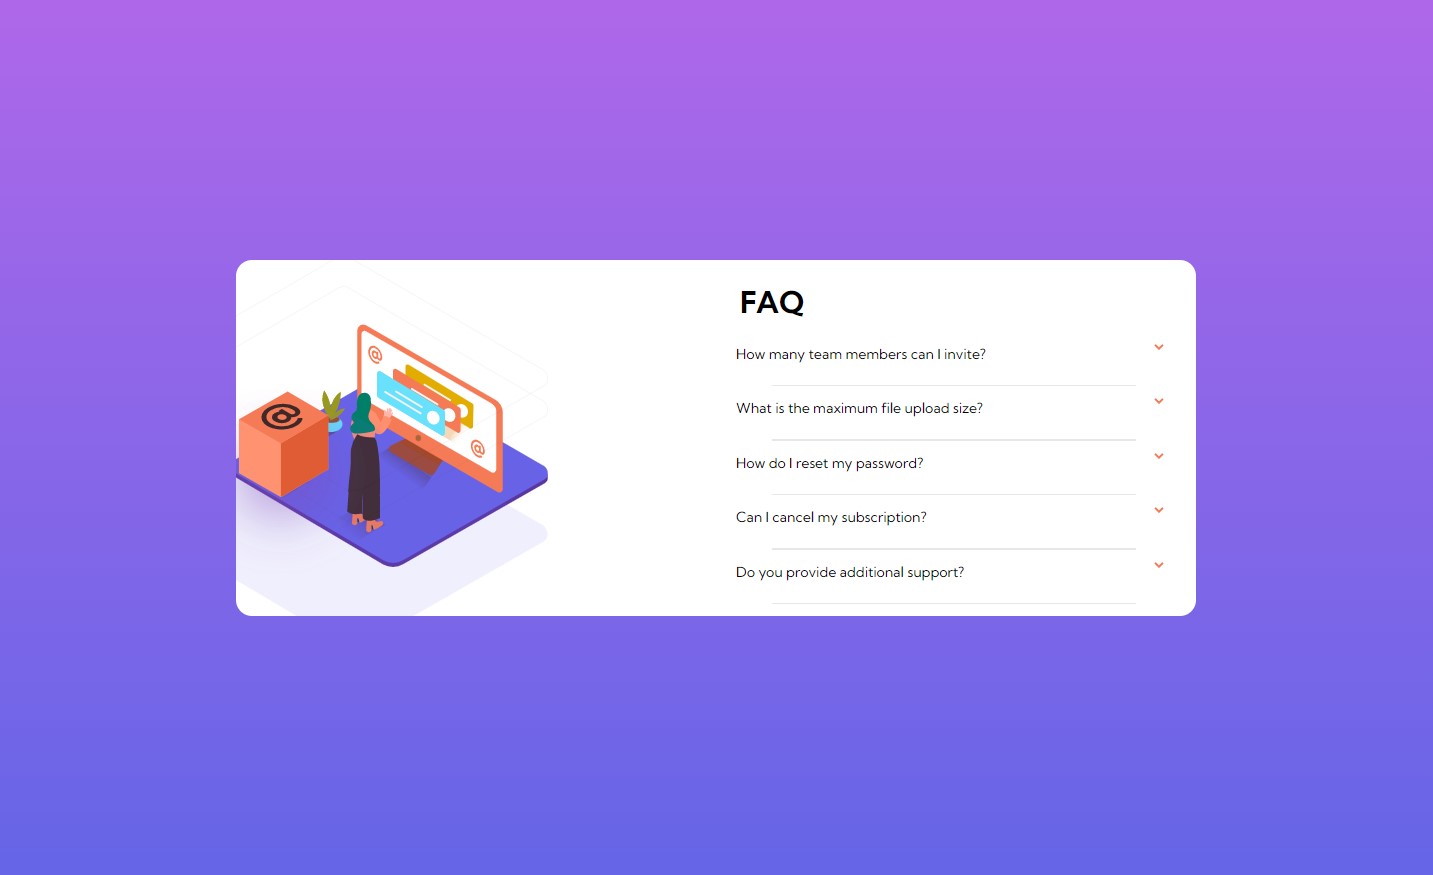 FAQ
How many team members can I invite?
What is the maximum file upload size?
How do I reset my password?
Can I cancel my subscription?
Do you provide additional support?
@
@
@